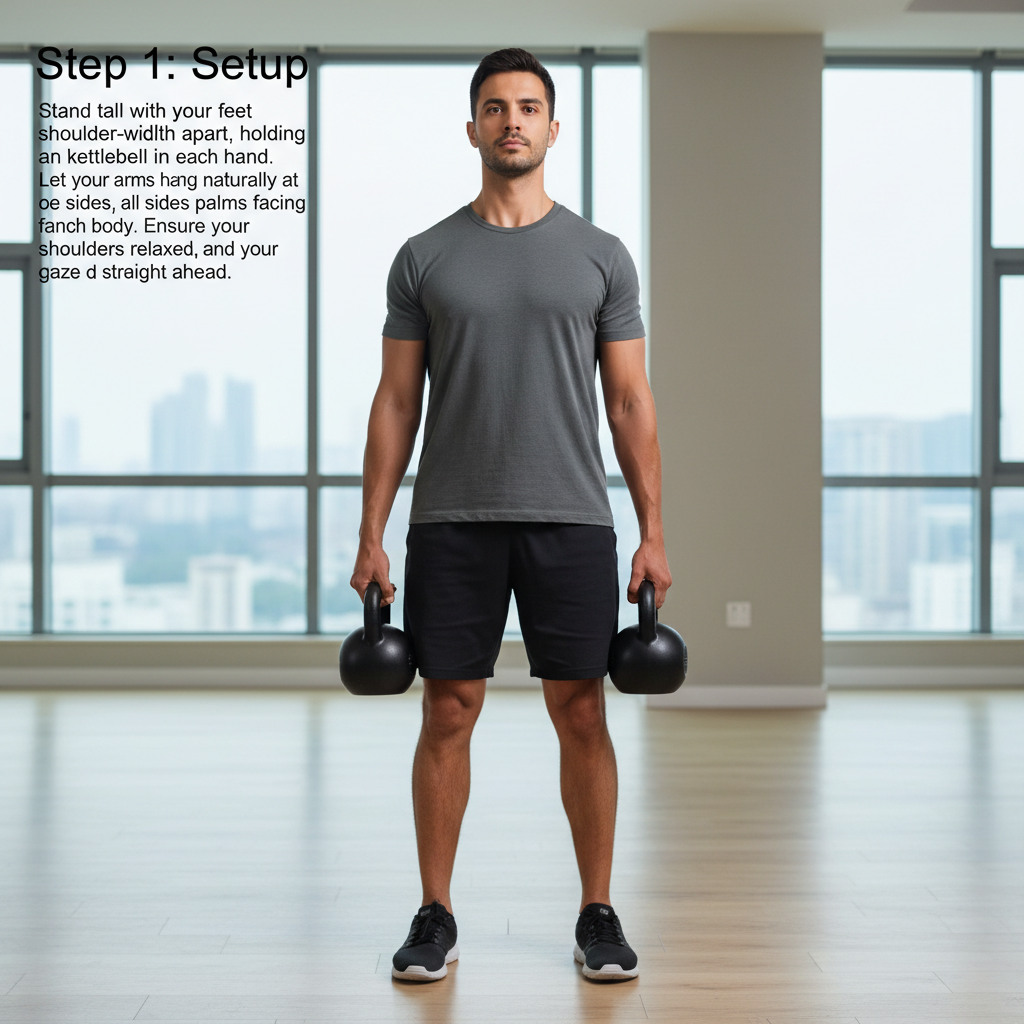 Step 1: Setup
Stand tall with your feet
shoulder-widlth apart, holding
an kettlebell in each hand.
Let your arms hang naturally at
oe sides, all sides palms facing
fanch body. Ensure your
shoulders relaxed, and your
gaze d straight ahead.